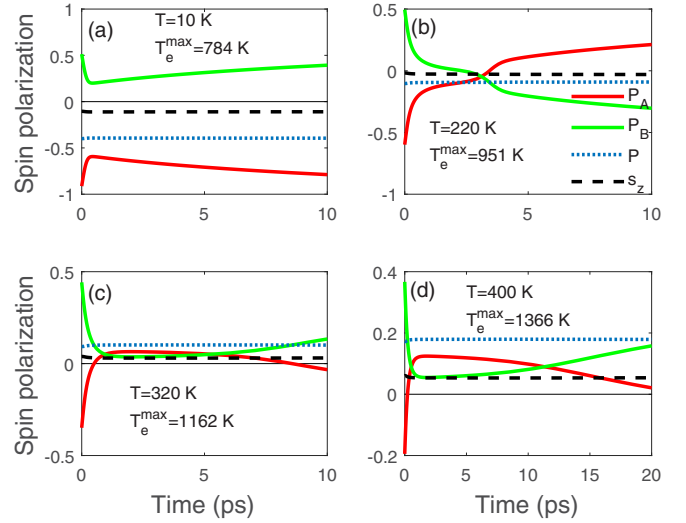 Spin polarization
1
0.5
0
-0.5
-1
0
5
10
(a)
T=10 K
T_e^max=784 K
0.5
0
-0.5
-1
0
5
10
(b)
T=220 K
T_e^max=951 K
P_A
P_B
P
s_z
Spin polarization
0.5
0
-0.5
0
5
10
(c)
T=320 K
T_e^max=1162 K
Time (ps)
0.4
0.2
0
-0.2
0
5
10
15
20
(d)
T=400 K
T_e^max=1366 K
Time (ps)